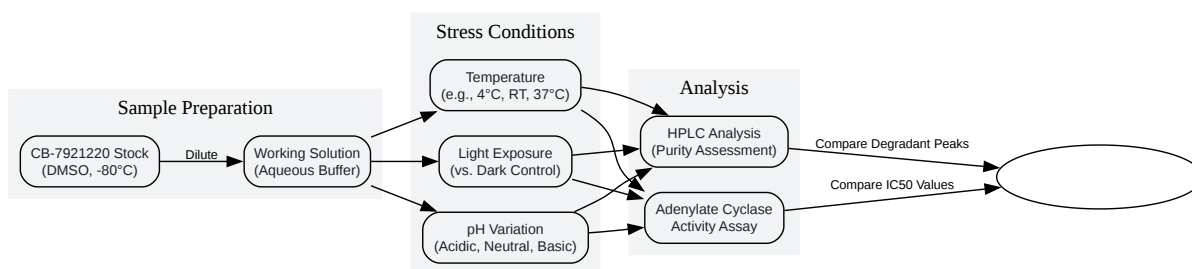 Sample Preparation
CB-7921220 Stock
(DMSO, -80°C)
Dilute
Working Solution
(Aqueous Buffer)
Stress Conditions
Temperature
(e.g., 4°C, RT, 37°C)
Light Exposure
(vs. Dark Control)
pH Variation
(Acidic, Neutral, Basic)
Analysis
HPLC Analysis
(Purity Assessment)
Adenylate Cyclase
Activity Assay
Compare Degradant Peaks
Compare IC50 Values